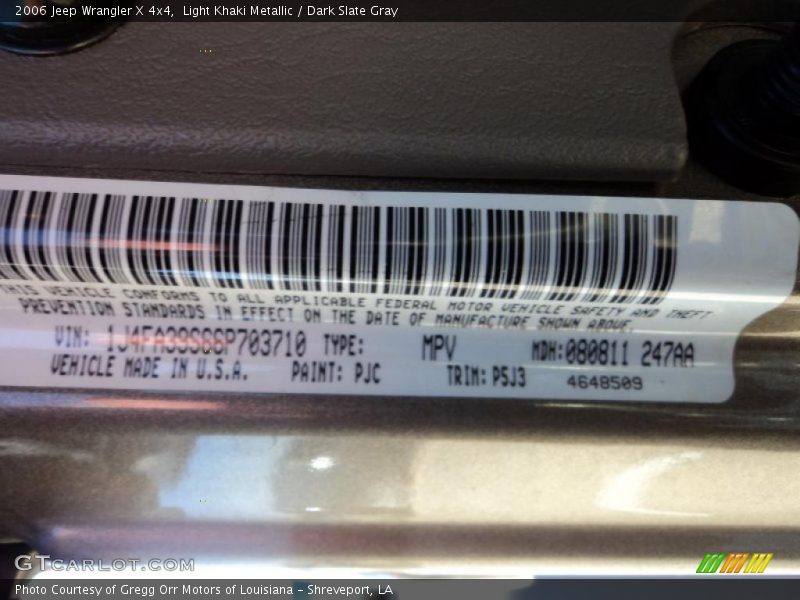 2006 Jeep Wrangler X 4x4, Light Khaki Metallic / Dark Slate Gray
THIS VEHICLE CONFORMS TO ALL APPLICABLE FEDERAL MOTOR VEHICLE SAFETY AND THEFT
PREVENTION STANDARDS IN EFFECT ON THE DATE OF MANUFACTURE SHOWN ABOVE.
VIN: 1J4FA39S66P703710 TYPE: MPV MDH:080811 247AA
VEHICLE MADE IN U.S.A. PAINT: PJC TRIM: P5J3 4648509
GTCARLOT.COM
Photo Courtesy of Gregg Orr Motors of Louisiana - Shreveport, LA